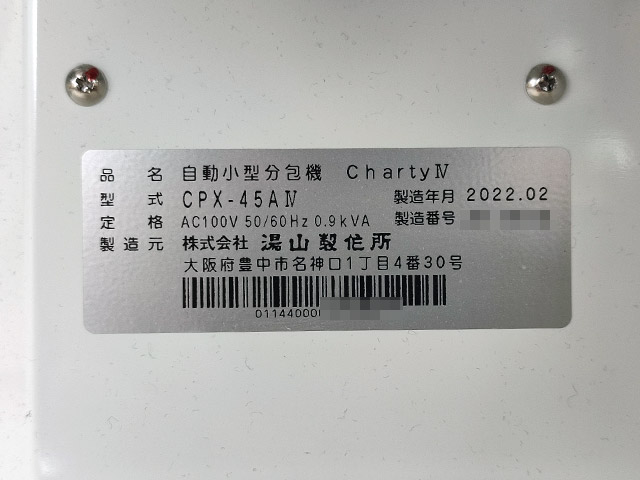 品名 自動小型分包機 ChartyⅣ
型式 CPX-45AⅣ 製造年月 2022.02
定格 AC100V 50/60Hz 0.9kVA 製造番号
製造元 株式会社 湯山製作所
大阪府豊中市名神口1丁目4番30号
01144000